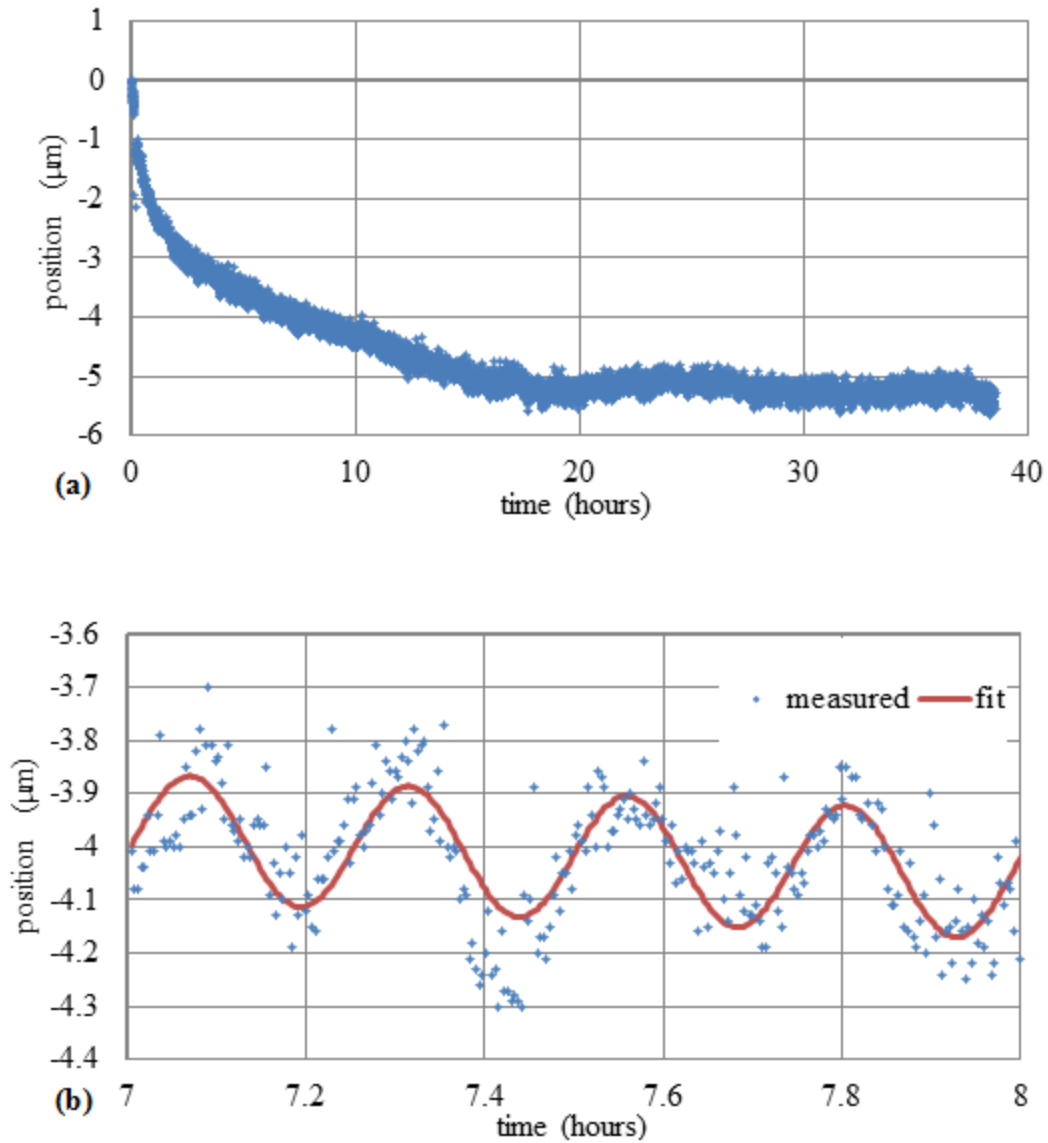 1
0
-1
-2
-3
-4
-5
-6
position (μm)
0 10 20 30 40
time (hours)
(a)
-3.6
-3.7
-3.8
-3.9
-4
-4.1
-4.2
-4.3
-4.4
position (μm)
measured fit
7 7.2 7.4 7.6 7.8 8
time (hours)
(b)